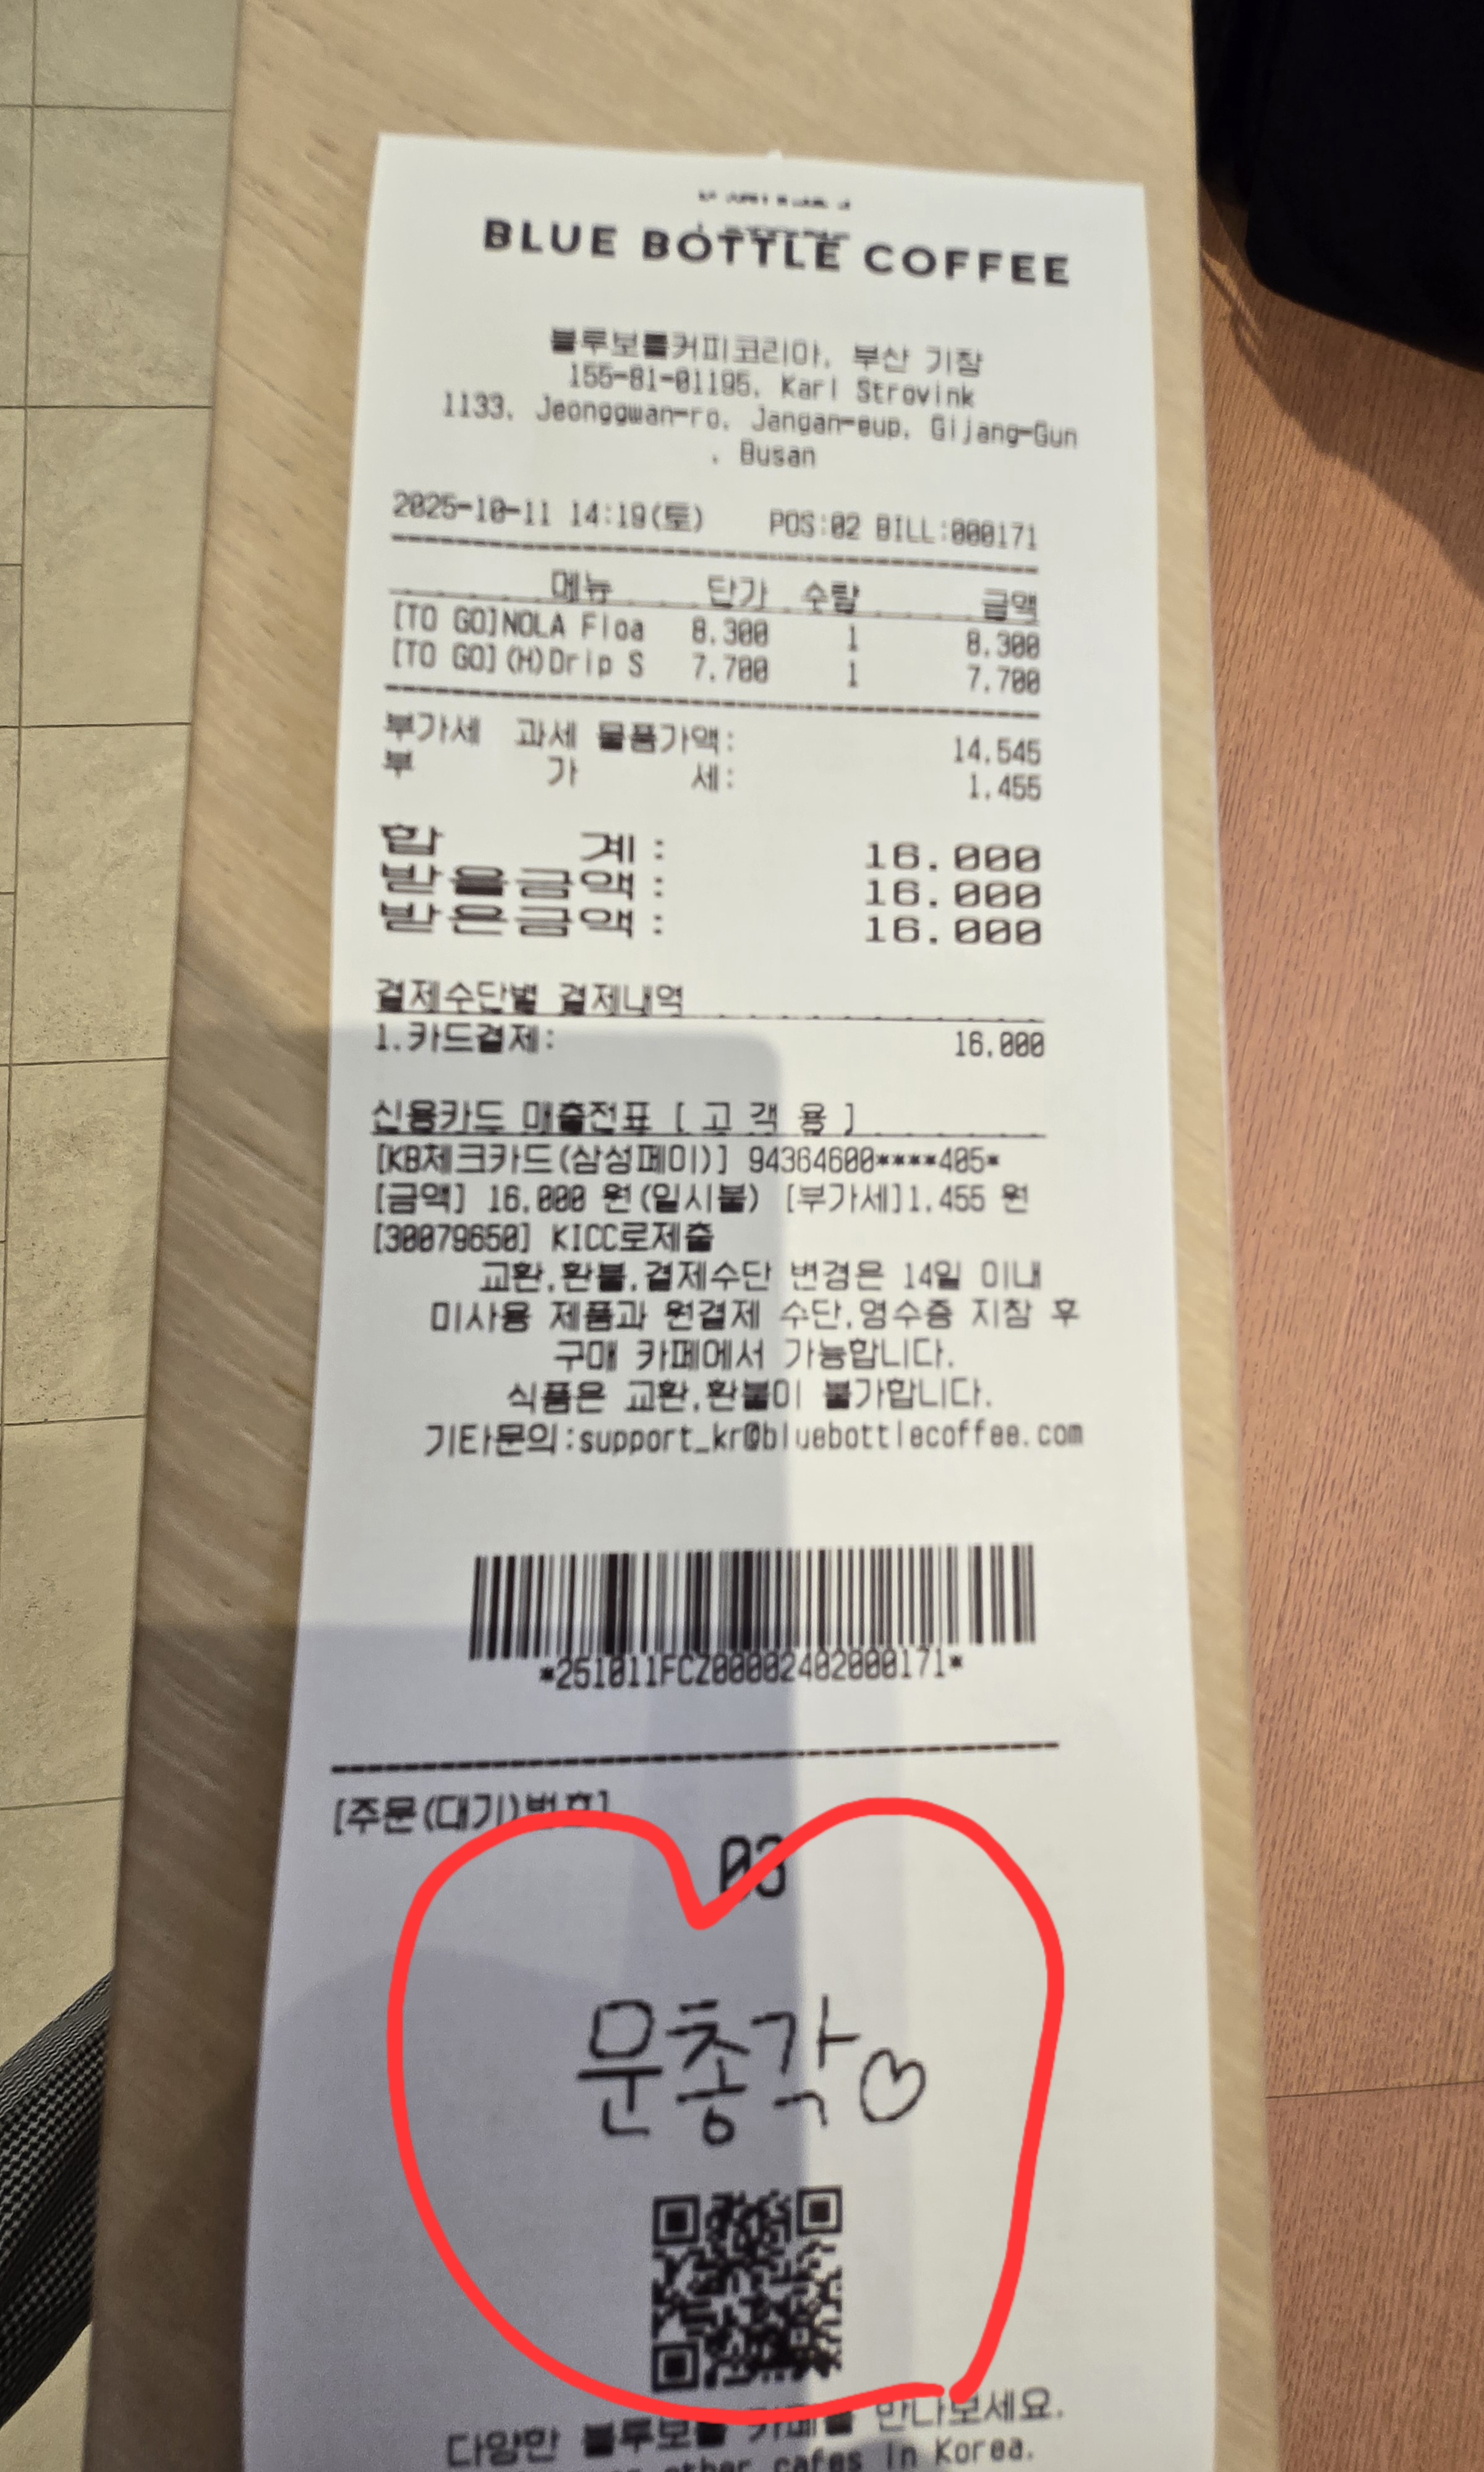 BLUE BOTTLE COFFEE
블루보틀커피코리아, 부산 기장
155-81-01195, Karl Strovink
1133, Jeonggwan-ro, Jangan-eup, Gijang-Gun
, Busan
2025-10-11 14:19(토) POS:02 BILL:000171
메뉴 단가 수량 금액
[TO GO]NOLA Floa 8,300 1 8,300
[TO GO](H)Drip S 7,700 1 7,700
부가세 과세 물품가액: 14,545
부 가 세: 1,455
합 계: 16,000
받을금액: 16,000
받은금액: 16,000
결제수단별 결제내역
1.카드결제: 16,000
신용카드 매출전표 [ 고 객 용 ]
[KB체크카드(삼성페이)] 94364600****405*
[금액] 16,000 원(일시불) [부가세]1,455 원
[30079650] KICC로제출
교환,환불,결제수단 변경은 14일 이내
미사용 제품과 원결제 수단,영수증 지참 후
구매 카페에서 가능합니다.
식품은 교환,환불이 불가합니다.
기타문의:support_kr@bluebottlecoffee.com
*251011FCZ00002402000171*
[주문(대기)번호]
03
문총각♡
다양한 블루보틀 카페를 만나보세요.
other cafes in Korea.